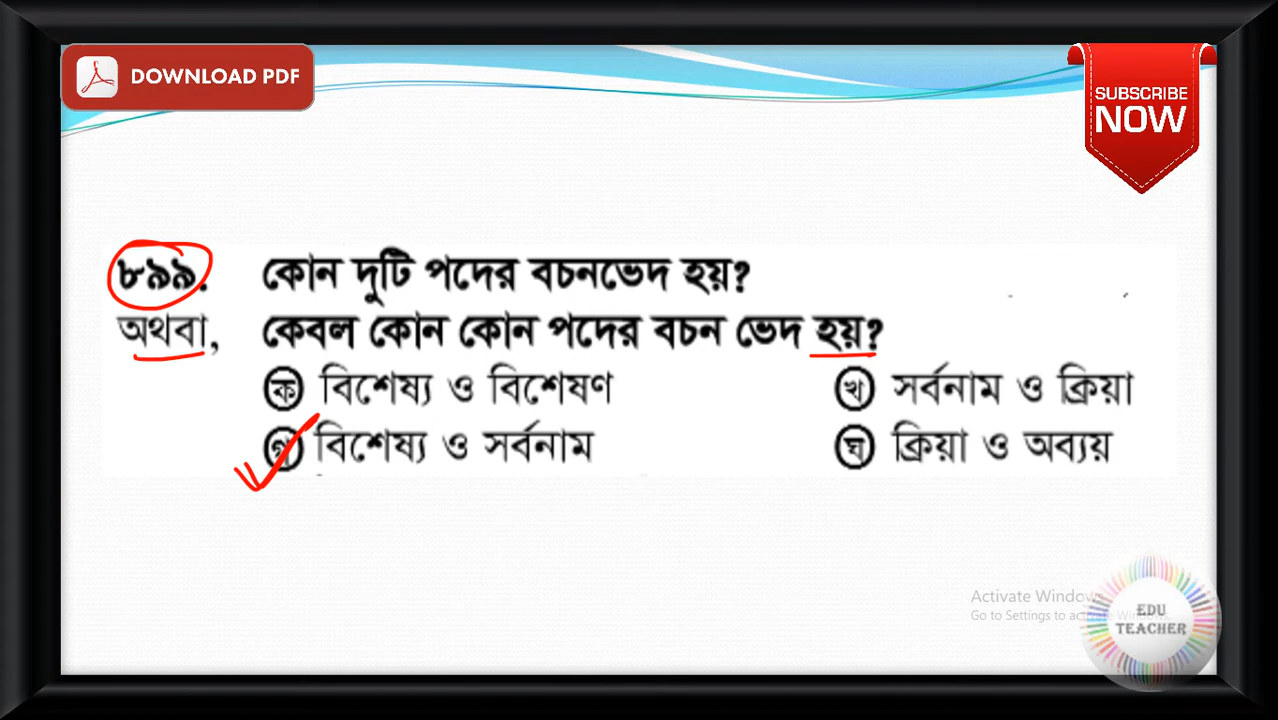 DOWNLOAD PDF
SUBSCRIBE
NOW
৮৯৯. কোন দুটি পদের বচনভেদ হয়?
অথবা, কেবল কোন কোন পদের বচন ভেদ হয়?
ক বিশেষ্য ও বিশেষণ খ সর্বনাম ও ক্রিয়া
গ বিশেষ্য ও সর্বনাম ঘ ক্রিয়া ও অব্যয়
Activate Windows
Go to Settings to activate Windows.
EDU
TEACHER